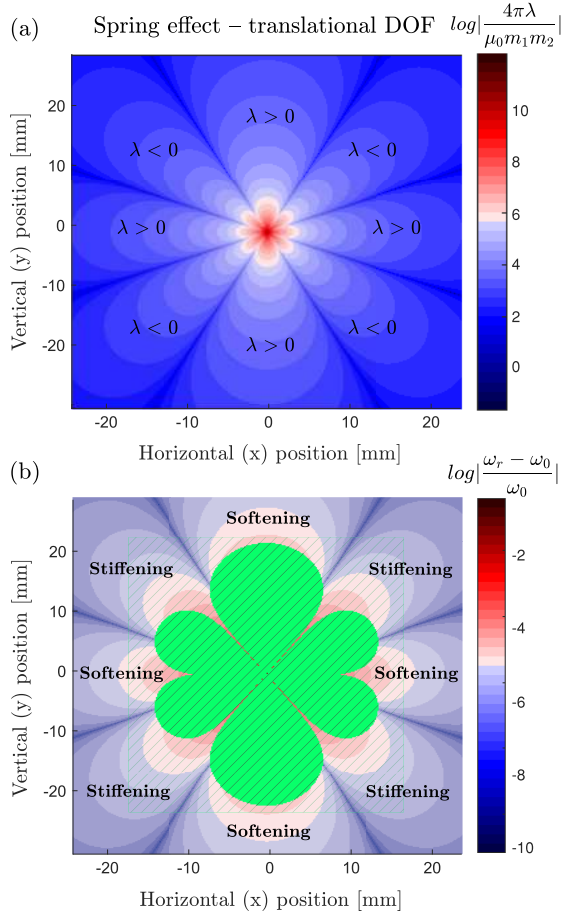 (a)
Spring effect – translational DOF
log|4πλ/μ₀m₁m₂|
Vertical (y) position [mm]
20
10
0
-10
-20
λ > 0
λ < 0
λ < 0
λ > 0
λ > 0
λ < 0
λ < 0
λ > 0
-20
-10
0
10
20
Horizontal (x) position [mm]
10
8
6
4
2
0
(b)
log|ωᵣ − ω₀/ω₀|
Vertical (y) position [mm]
20
10
0
-10
-20
Softening
Stiffening
Stiffening
Softening
Softening
Stiffening
Stiffening
Softening
-20
-10
0
10
20
Horizontal (x) position [mm]
-2
-4
-6
-8
-10